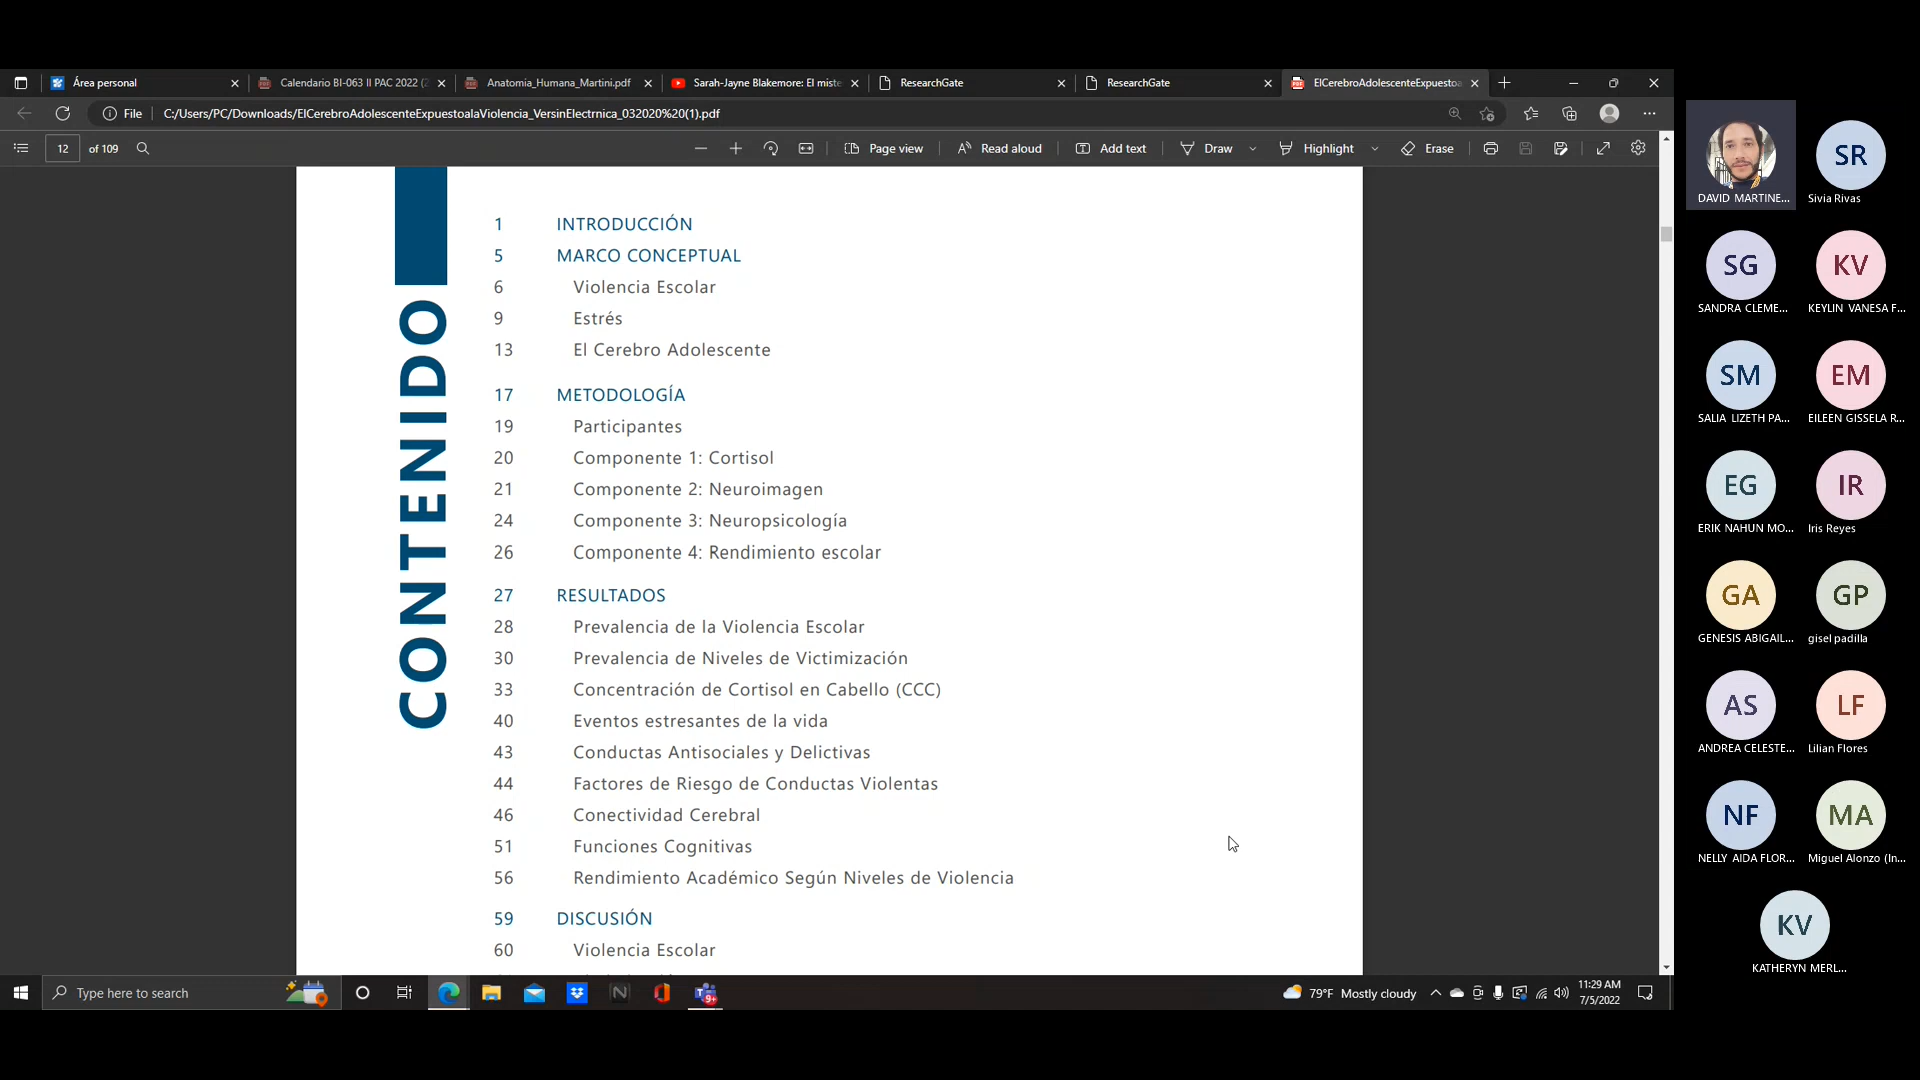 Área personal
Calendario BI-063 II PAC 2022 (2
Anatomia_Humana_Martini.pdf
Sarah-Jayne Blakemore: El miste
ResearchGate
ResearchGate
ElCerebroAdolescenteExpuestoa
File
C:/Users/PC/Downloads/ElCerebroAdolescenteExpuestoalaViolencia_VersinElectrnica_032020%20(1).pdf
12 of 109
Page view
Read aloud
Add text
Draw
Highlight
Erase
CONTENIDO
1 INTRODUCCIÓN
5 MARCO CONCEPTUAL
6 Violencia Escolar
9 Estrés
13 El Cerebro Adolescente
17 METODOLOGÍA
19 Participantes
20 Componente 1: Cortisol
21 Componente 2: Neuroimagen
24 Componente 3: Neuropsicología
26 Componente 4: Rendimiento escolar
27 RESULTADOS
28 Prevalencia de la Violencia Escolar
30 Prevalencia de Niveles de Victimización
33 Concentración de Cortisol en Cabello (CCC)
40 Eventos estresantes de la vida
43 Conductas Antisociales y Delictivas
44 Factores de Riesgo de Conductas Violentas
46 Conectividad Cerebral
51 Funciones Cognitivas
56 Rendimiento Académico Según Niveles de Violencia
59 DISCUSIÓN
60 Violencia Escolar
Type here to search
79°F Mostly cloudy
11:29 AM
7/5/2022
DAVID MARTINE...
SR
Sivia Rivas
SG
SANDRA CLEME...
KV
KEYLIN VANESA F...
SM
SALIA LIZETH PA...
EM
EILEEN GISSELA R...
EG
ERIK NAHUN MO...
IR
Iris Reyes
GA
GENESIS ABIGAIL...
GP
gisel padilla
AS
ANDREA CELESTE...
LF
Lilian Flores
NF
NELLY AIDA FLOR...
MA
Miguel Alonzo (In...
KV
KATHERYN MERL...